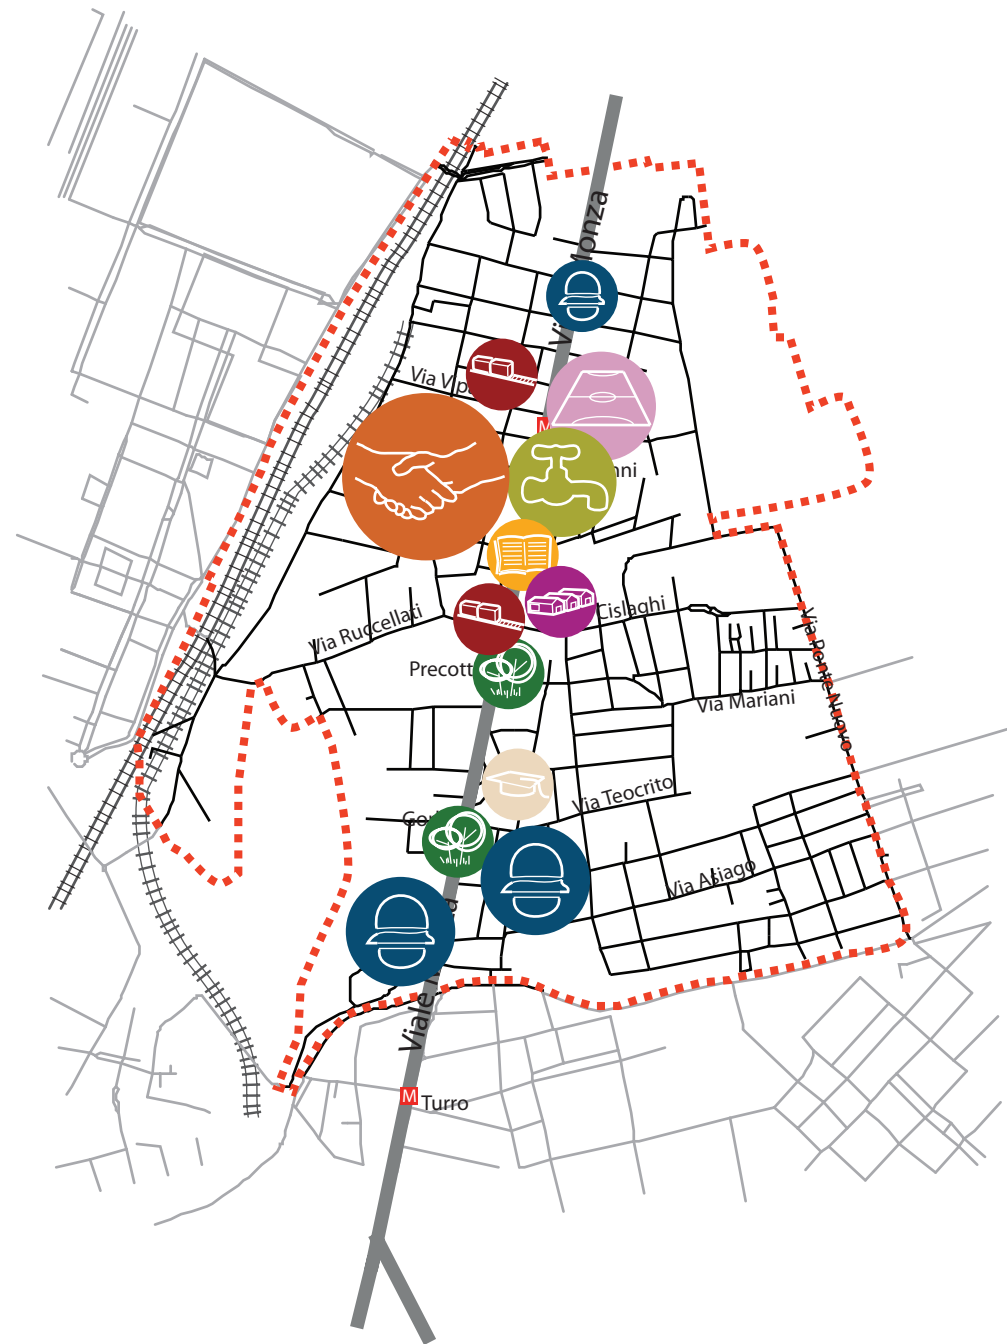 Monza
Via Vip
M
nni
Cislaghi
Via Ruccellati
Via Ponte Nuovo
Precott
Via Mariani
Via Teocrito
Gor
Via Asiago
Viale
M
Turro